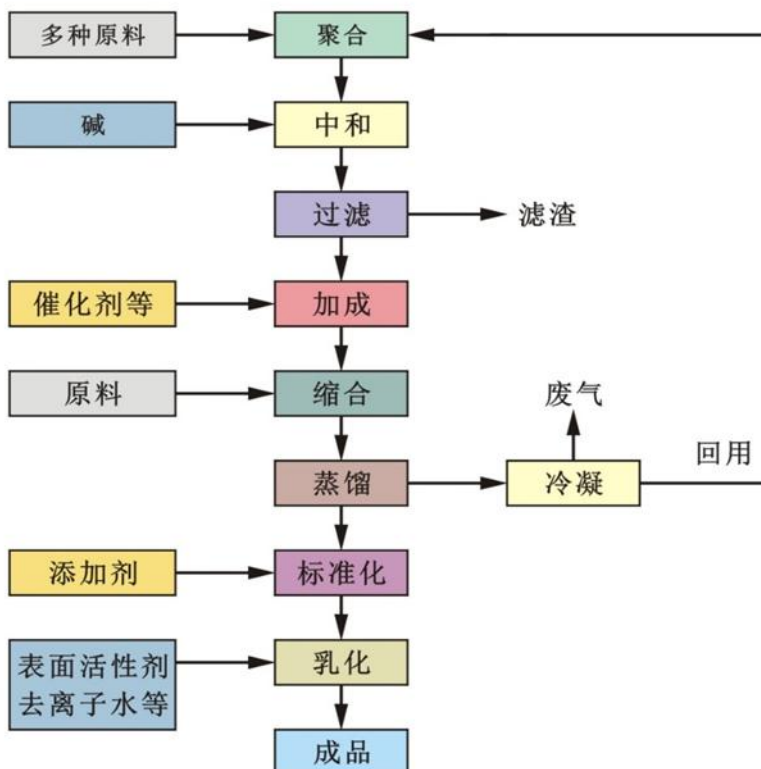 多种原料
聚合
碱
中和
过滤
滤渣
催化剂等
加成
原料
缩合
废气
回用
蒸馏
冷凝
添加剂
标准化
表面活性剂
去离子水等
乳化
成品